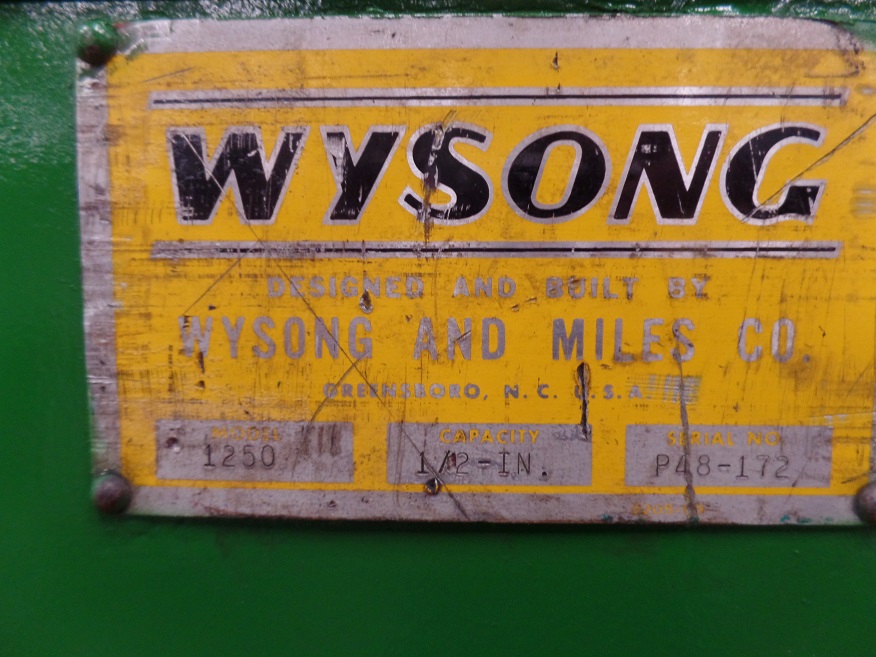 WYSONG
DESIGNED AND BUILT BY
WYSONG AND MILES CO.
GREENSBORO, N. C. U.S.A.
MODEL CAPACITY SERIAL NO.
1250 1/2-IN. P48-172